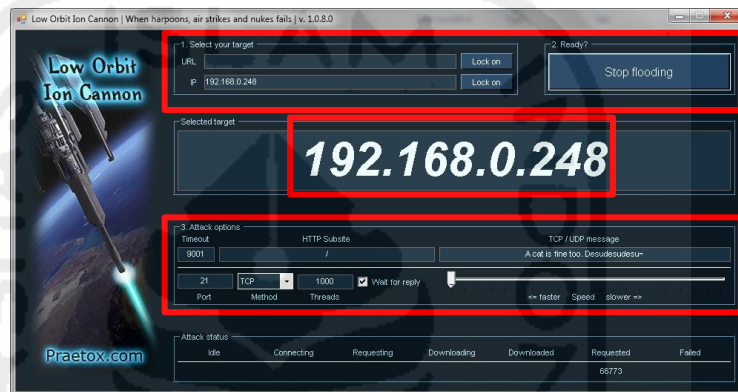 Low Orbit Ion Cannon | When harpoons, air strikes and nukes fails | v. 1.0.8.0
Low Orbit
Ion Cannon
1. Select your target
URL Lock on
IP 192.168.0.248 Lock on
2. Ready?
Stop flooding
Selected target
192.168.0.248
3. Attack options
Timeout HTTP Subsite TCP / UDP message
9001 / A cat is fine too. Desudesudesu~
21 TCP 1000 Wait for reply
Port Method Threads <= faster Speed slower =>
Attack status
Idle Connecting Requesting Downloading Downloaded Requested Failed
66773
Praetox.com
ISLAM